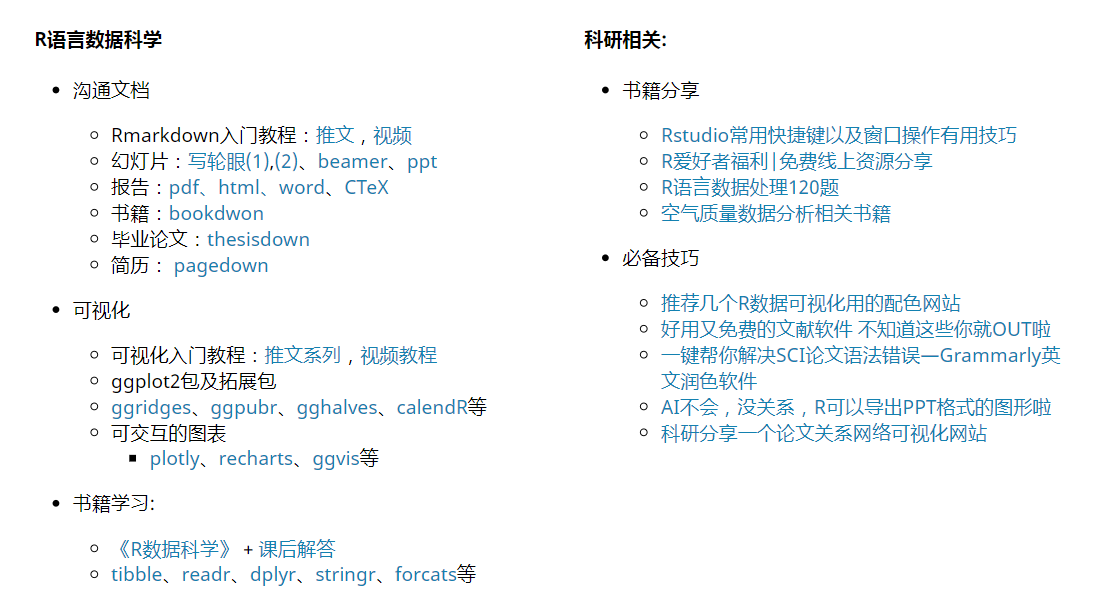 R语言数据科学
沟通文档
Rmarkdown入门教程：推文，视频
幻灯片：写轮眼(1),(2)、beamer、ppt
报告：pdf、html、word、CTeX
书籍：bookdwon
毕业论文：thesisdown
简历： pagedown
可视化
可视化入门教程：推文系列，视频教程
ggplot2包及拓展包
ggridges、ggpubr、gghalves、calendR等
可交互的图表
plotly、recharts、ggvis等
书籍学习:
《R数据科学》 + 课后解答
tibble、readr、dplyr、stringr、forcats等
科研相关:
书籍分享
Rstudio常用快捷键以及窗口操作有用技巧
R爱好者福利|免费线上资源分享
R语言数据处理120题
空气质量数据分析相关书籍
必备技巧
推荐几个R数据可视化用的配色网站
好用又免费的文献软件 不知道这些你就OUT啦
一键帮你解决SCI论文语法错误—Grammarly英
文润色软件
AI不会，没关系，R可以导出PPT格式的图形啦
科研分享一个论文关系网络可视化网站